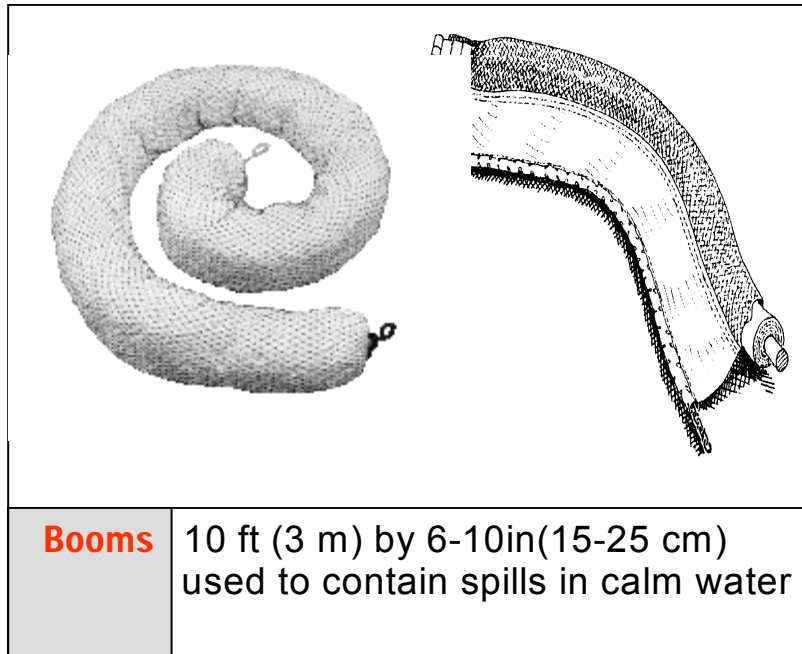 Booms
10 ft (3 m) by 6-10in(15-25 cm)
used to contain spills in calm water